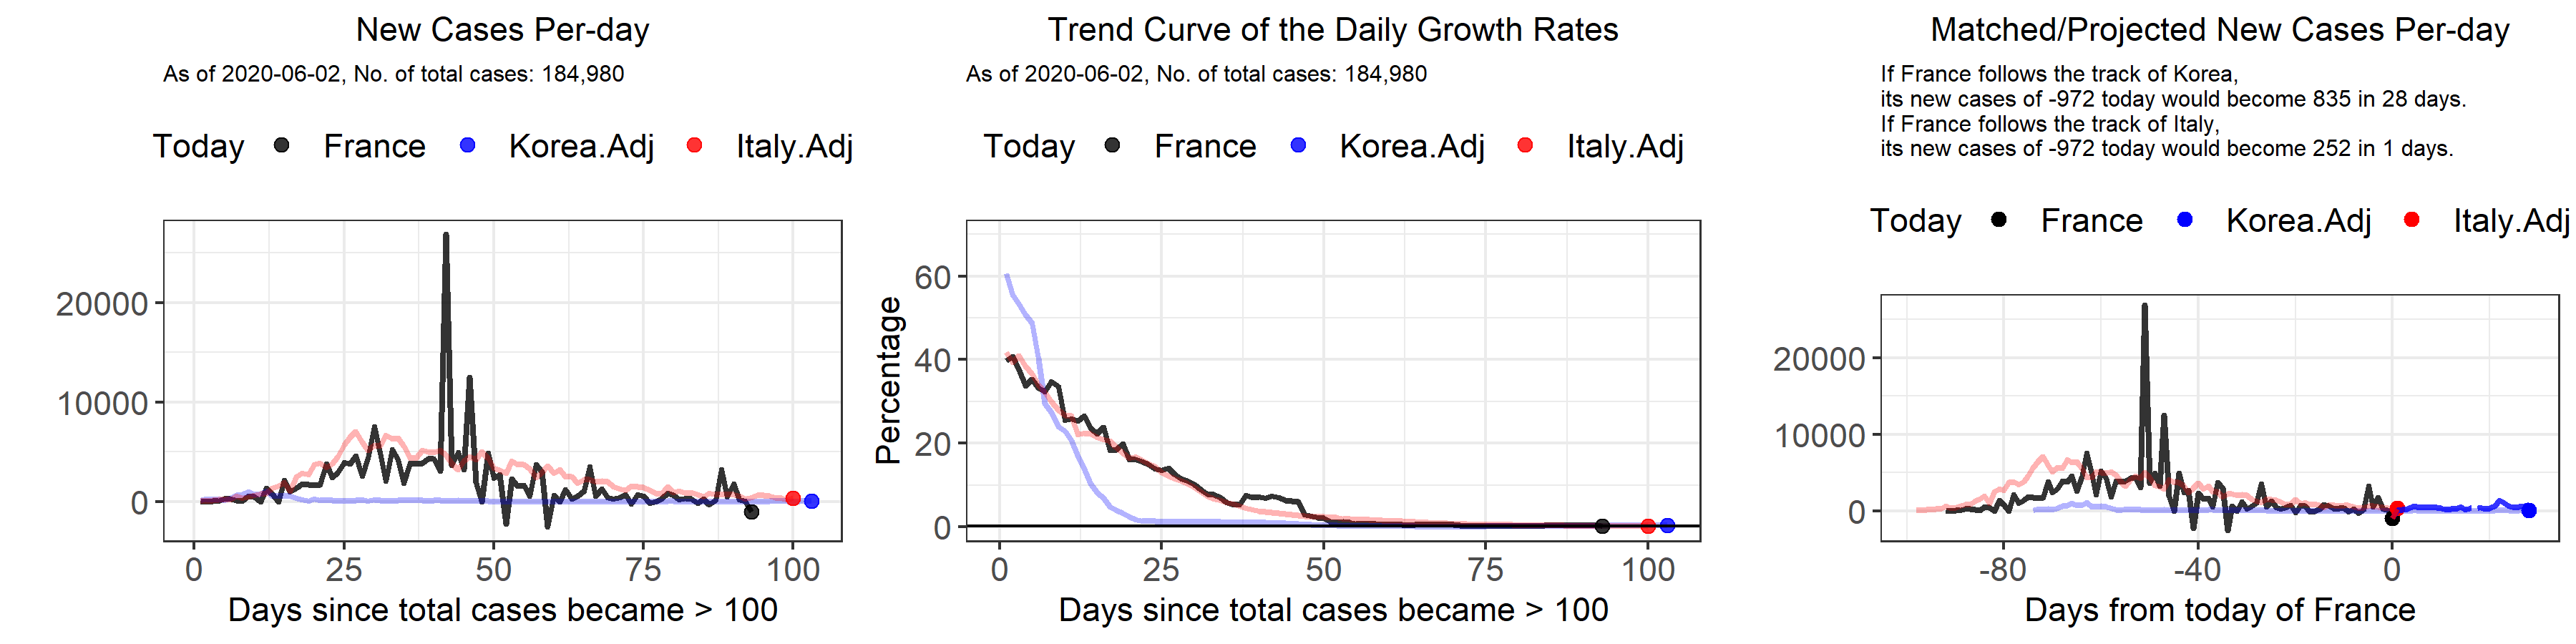 New Cases Per-day
As of 2020-06-02, No. of total cases: 184,980
Today France Korea.Adj Italy.Adj
20000
10000
0
0 25 50 75 100
Days since total cases became > 100
Trend Curve of the Daily Growth Rates
As of 2020-06-02, No. of total cases: 184,980
Today France Korea.Adj Italy.Adj
Percentage
60
40
20
0
0 25 50 75 100
Days since total cases became > 100
Matched/Projected New Cases Per-day
If France follows the track of Korea,
its new cases of -972 today would become 835 in 28 days.
If France follows the track of Italy,
its new cases of -972 today would become 252 in 1 days.
Today France Korea.Adj Italy.Adj
20000
10000
0
-80 -40 0
Days from today of France